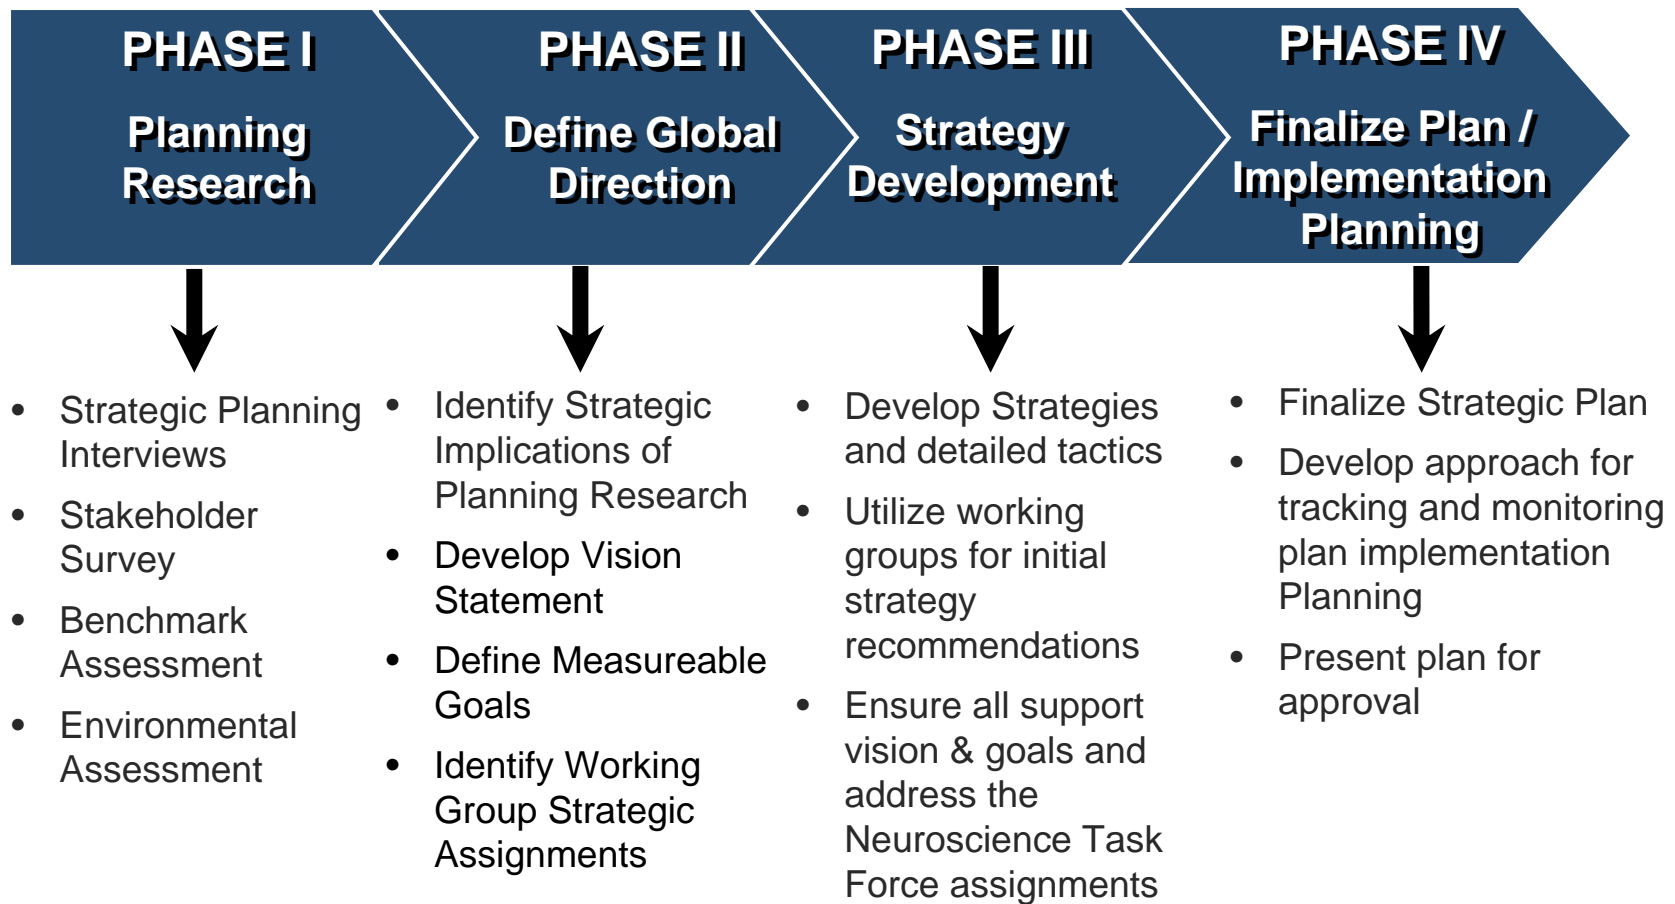 PHASE I
Planning
Research
PHASE II
Define Global
Direction
PHASE III
Strategy
Development
PHASE IV
Finalize Plan /
Implementation
Planning
• Strategic Planning
Interviews
• Stakeholder
Survey
• Benchmark
Assessment
• Environmental
Assessment
• Identify Strategic
Implications of
Planning Research
• Develop Vision
Statement
• Define Measureable
Goals
• Identify Working
Group Strategic
Assignments
• Develop Strategies
and detailed tactics
• Utilize working
groups for initial
strategy
recommendations
• Ensure all support
vision & goals and
address the
Neuroscience Task
Force assignments
• Finalize Strategic Plan
• Develop approach for
tracking and monitoring
plan implementation
Planning
• Present plan for
approval